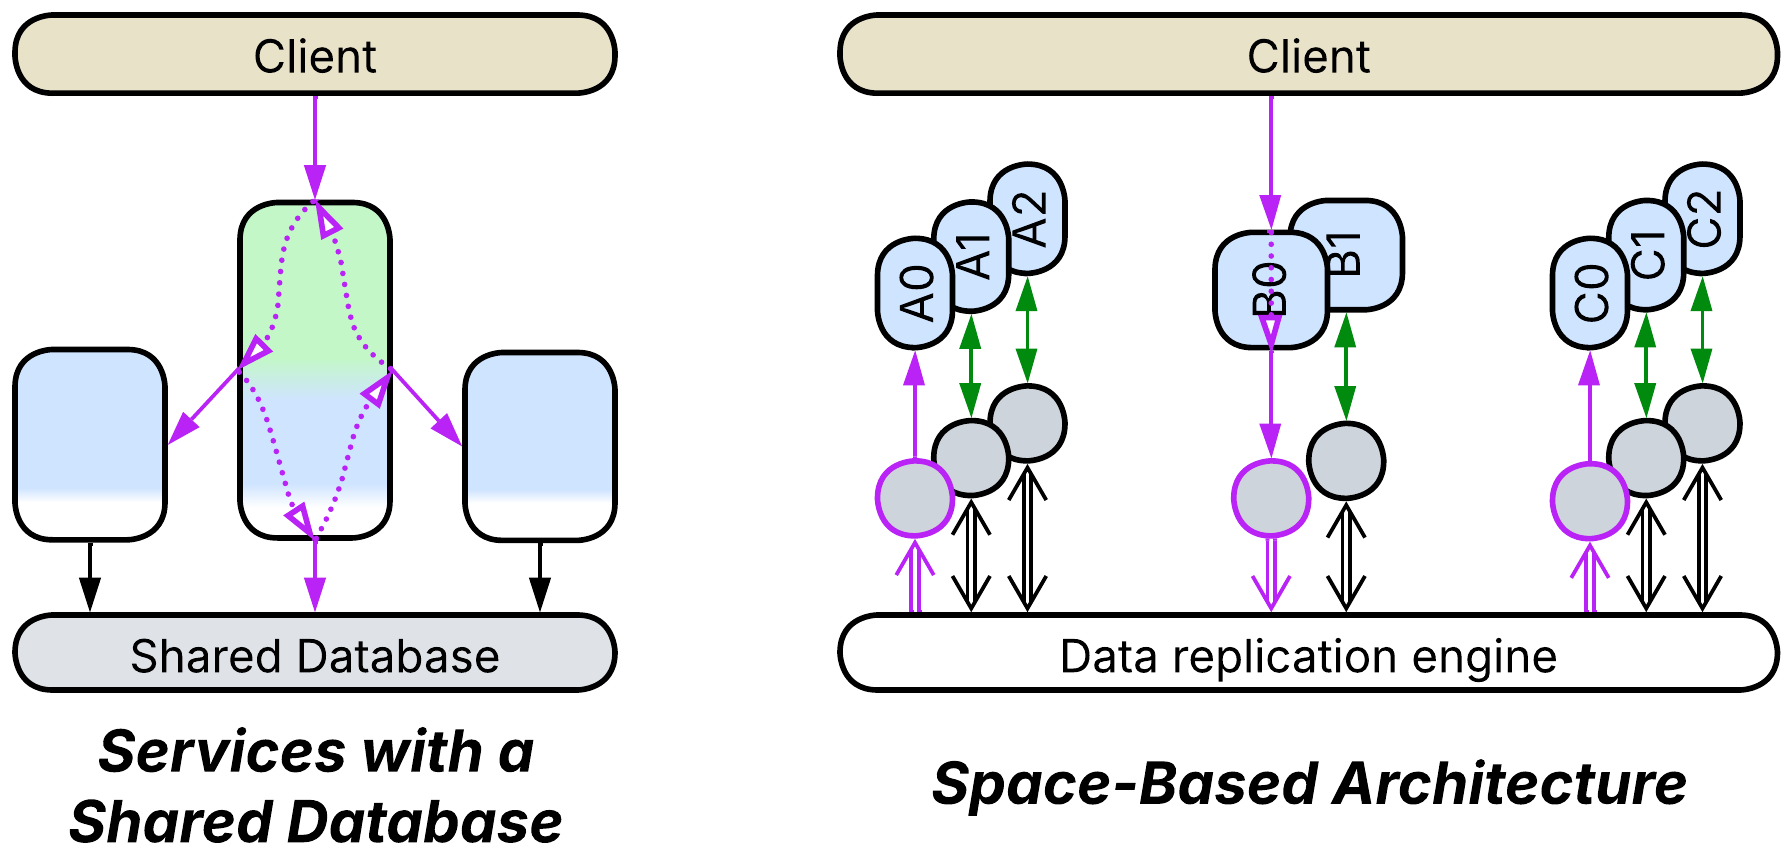 Client
Shared Database
Services with a
Shared Database
Client
A0
A1
A2
B0
B1
C0
C1
C2
Data replication engine
Space-Based Architecture